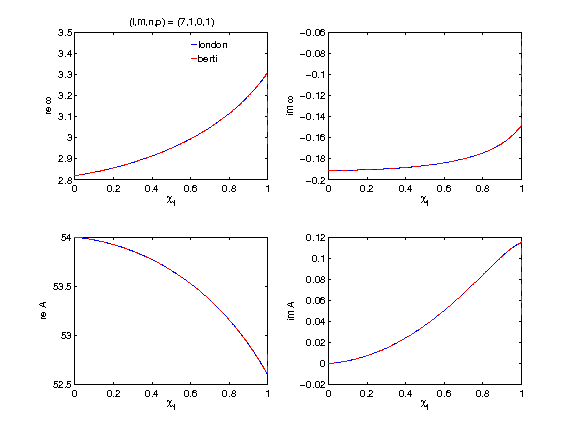 (l,m,n,p) = (7,1,0,1)
london
berti
3.5
3.4
3.3
3.2
3.1
3
2.9
2.8
re ω
0 0.2 0.4 0.6 0.8 1
χf
−0.06
−0.08
−0.1
−0.12
−0.14
−0.16
−0.18
−0.2
im ω
0 0.2 0.4 0.6 0.8 1
χf
54
53.5
53
52.5
re A
0 0.2 0.4 0.6 0.8 1
χf
0.12
0.1
0.08
0.06
0.04
0.02
0
−0.02
im A
0 0.2 0.4 0.6 0.8 1
χf